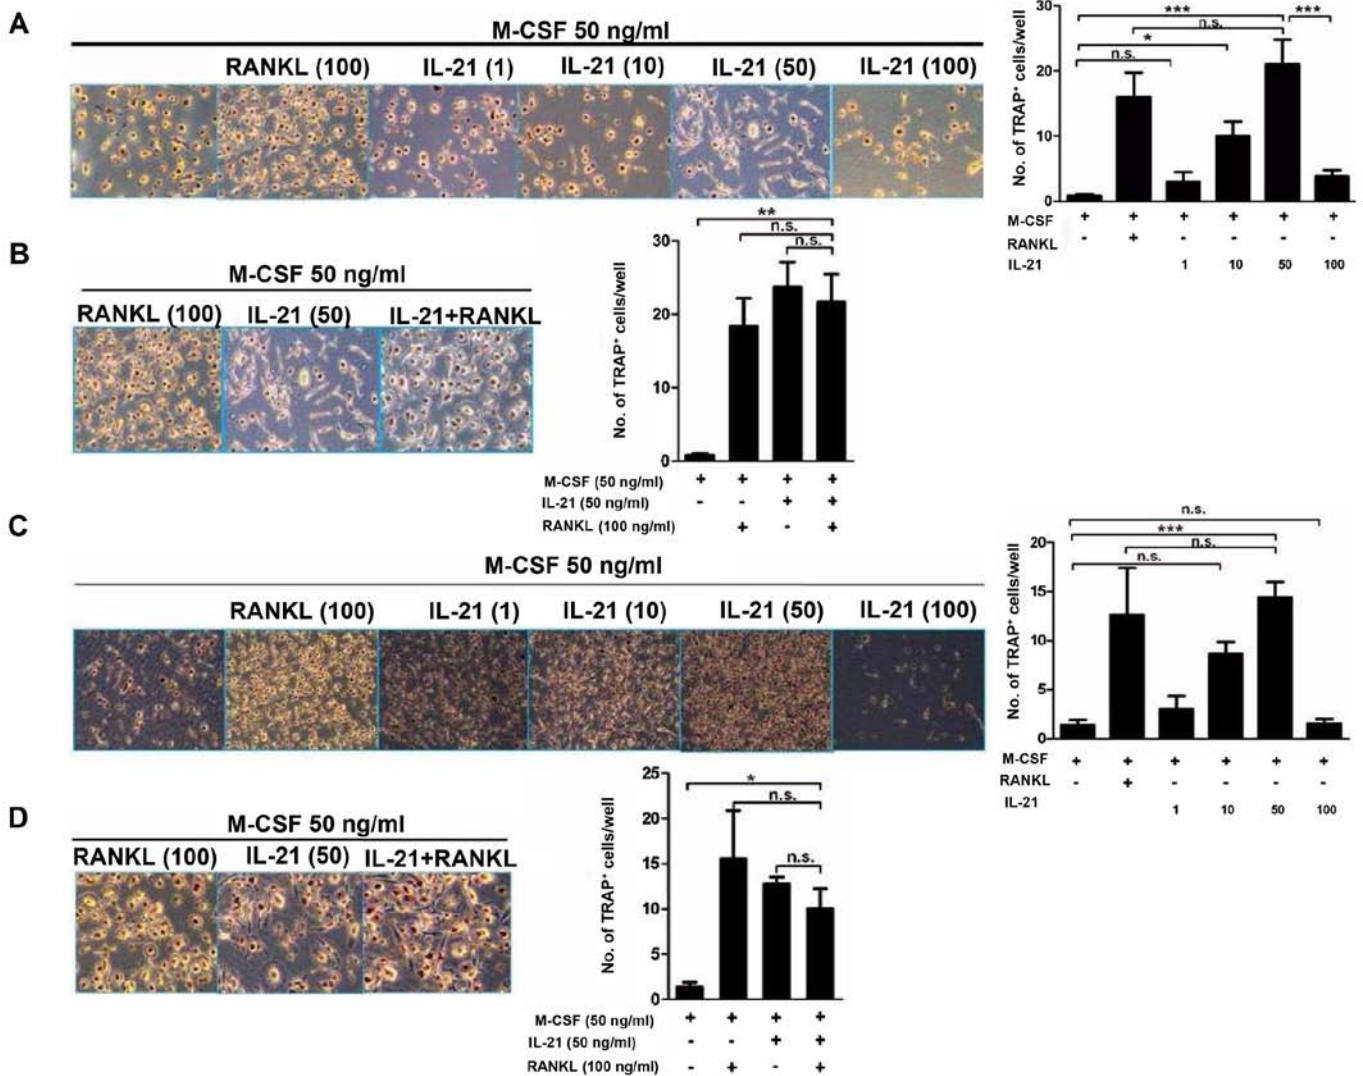 A
M-CSF 50 ng/ml
RANKL (100) IL-21 (1) IL-21 (10) IL-21 (50) IL-21 (100)
No. of TRAP+ cells/well
30
20
10
0
***
n.s.
***
*
n.s.
M-CSF + + + + + +
RANKL - + - - - -
IL-21 1 10 50 100
B
M-CSF 50 ng/ml
RANKL (100) IL-21 (50) IL-21+RANKL
No. of TRAP+ cells/well
30
20
10
0
**
n.s.
n.s.
M-CSF (50 ng/ml) + + + +
IL-21 (50 ng/ml) - - + +
RANKL (100 ng/ml) - + - +
C
M-CSF 50 ng/ml
RANKL (100) IL-21 (1) IL-21 (10) IL-21 (50) IL-21 (100)
No. of TRAP+ cells/well
20
15
10
5
0
n.s.
***
n.s.
n.s.
M-CSF + + + + + +
RANKL - + - - - -
IL-21 1 10 50 100
D
M-CSF 50 ng/ml
RANKL (100) IL-21 (50) IL-21+RANKL
No. of TRAP+ cells/well
25
20
15
10
5
0
*
n.s.
n.s.
M-CSF (50 ng/ml) + + + +
IL-21 (50 ng/ml) - - + +
RANKL (100 ng/ml) - + - +